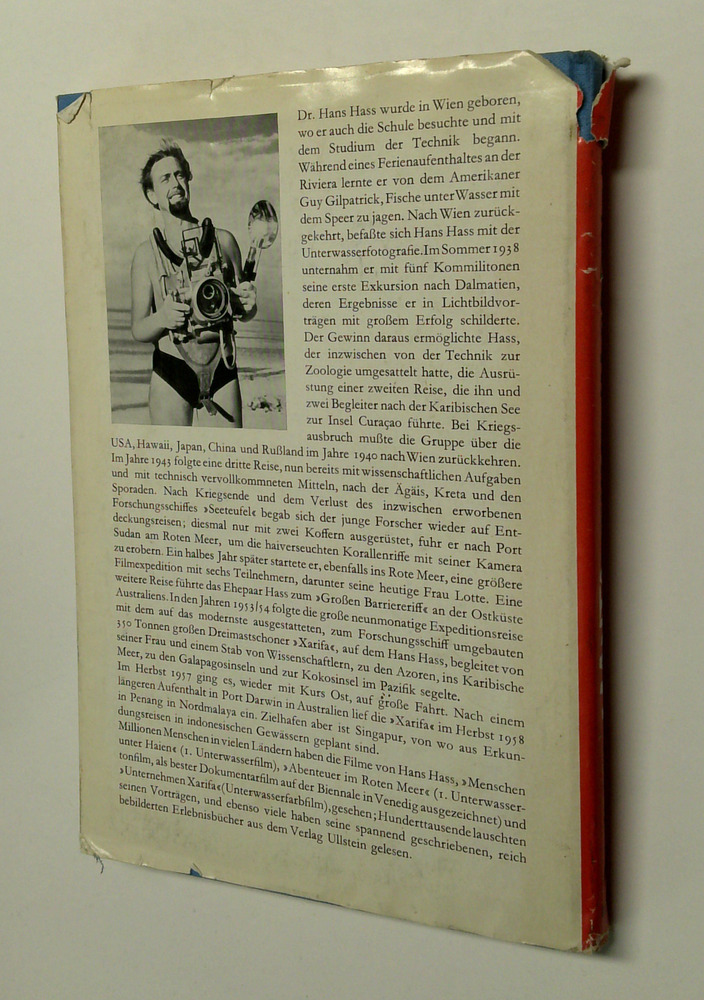 Dr. Hans Hass wurde in Wien geboren,
wo er auch die Schule besuchte und mit
dem Studium der Technik begann.
Während eines Ferienaufenthaltes an der
Riviera lernte er von dem Amerikaner
Guy Gilpatrick, Fische unter Wasser mit
dem Speer zu jagen. Nach Wien zurück-
gekehrt, befaßte sich Hans Hass mit der
Unterwasserfotografie. Im Sommer 1938
unternahm er mit fünf Kommilitonen
seine erste Exkursion nach Dalmatien,
deren Ergebnisse er in Lichtbildvor-
trägen mit großem Erfolg schilderte.
Der Gewinn daraus ermöglichte Hass,
der inzwischen von der Technik zur
Zoologie umgesattelt hatte, die Ausrü-
stung einer zweiten Reise, die ihn und
zwei Begleiter nach der Karibischen See
zur Insel Curaçao führte. Bei Kriegs-
ausbruch mußte die Gruppe über die
USA, Hawaii, Japan, China und Rußland im Jahre 1940 nach Wien zurückkehren.
Im Jahre 1943 folgte eine dritte Reise, nun bereits mit wissenschaftlichen Aufgaben
und mit technisch vervollkommneten Mitteln, nach der Ägäis, Kreta und den
Sporaden. Nach Kriegsende und dem Verlust des inzwischen erworbenen
Forschungsschiffes »Seeteufel« begab sich der junge Forscher wieder auf Ent-
deckungsreisen; diesmal nur mit zwei Koffern ausgerüstet, fuhr er nach Port
Sudan am Roten Meer, um die haiverseuchten Korallenriffe mit seiner Kamera
zu erobern. Ein halbes Jahr später startete er, ebenfalls ins Rote Meer, eine größere
Filmexpedition mit sechs Teilnehmern, darunter seine heutige Frau Lotte. Eine
weitere Reise führte das Ehepaar Hass zum »Großen Barriereriff« an der Ostküste
Australiens. In den Jahren 1953/54 folgte die große neunmonatige Expeditionsreise
mit dem auf das modernste ausgestatteten, zum Forschungsschiff umgebauten
350 Tonnen großen Dreimastschoner »Xarifa«, auf dem Hans Hass, begleitet von
seiner Frau und einem Stab von Wissenschaftlern, zu den Azoren, ins Karibische
Meer, zu den Galapagosinseln und zur Kokosinsel im Pazifik segelte.
Im Herbst 1957 ging es, wieder mit Kurs Ost, auf große Fahrt. Nach einem
längeren Aufenthalt in Port Darwin in Australien lief die »Xarifa« im Herbst 1958
in Penang in Nordmalaya ein. Zielhafen aber ist Singapur, von wo aus Erkun-
dungsreisen in indonesischen Gewässern geplant sind.
Millionen Menschen in vielen Ländern haben die Filme von Hans Hass, »Menschen
unter Haien« (1. Unterwasserfilm), »Abenteuer im Roten Meer« (1. Unterwasser-
tonfilm, als bester Dokumentarfilm auf der Biennale in Venedig ausgezeichnet) und
»Unternehmen Xarifa« (Unterwasserfarbfilm), gesehen; Hunderttausende lauschten
seinen Vorträgen, und ebenso viele haben seine spannend geschriebenen, reich
bebilderten Erlebnisbücher aus dem Verlag Ullstein gelesen.